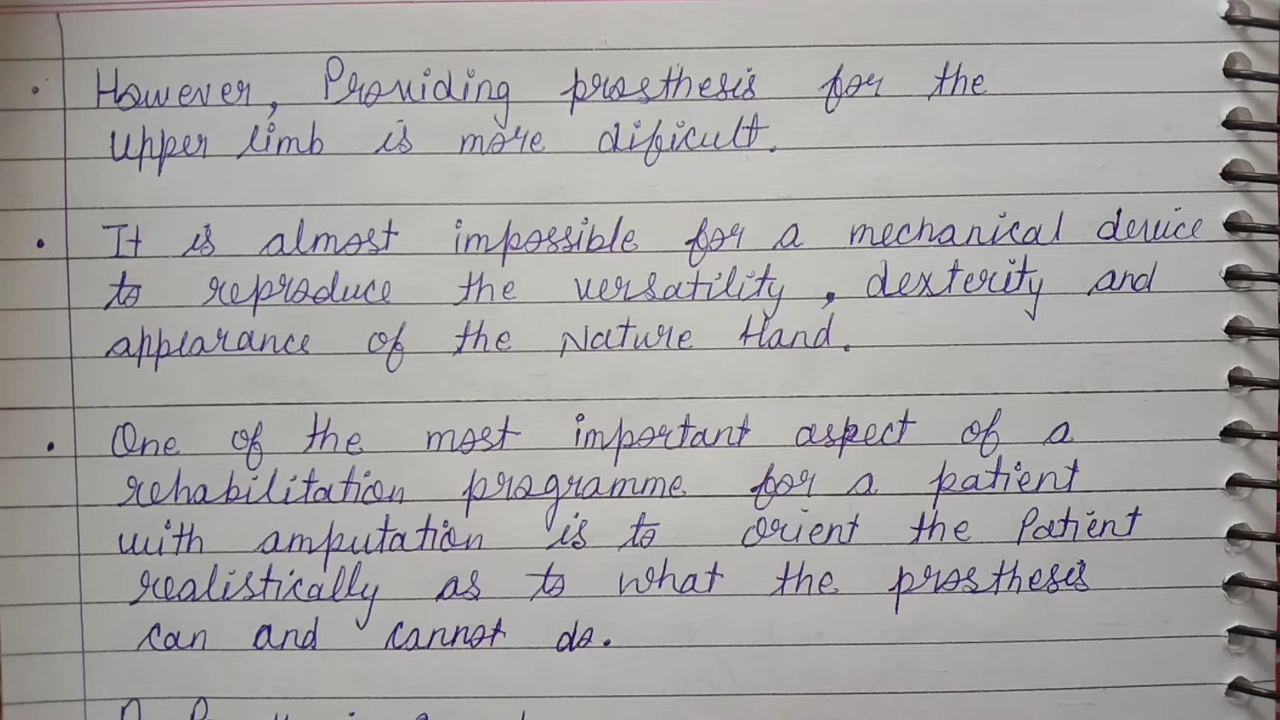 However, Providing prosthesis for the
upper limb is more dificult.
It is almost impossible for a mechanical device
to reproduce the versatility, dexterity and
appearance of the Nature Hand.
One of the most important aspect of a
rehabilitation programme for a patient
with amputation is to orient the Patient
realistically as to what the prosthesis
can and cannot do.